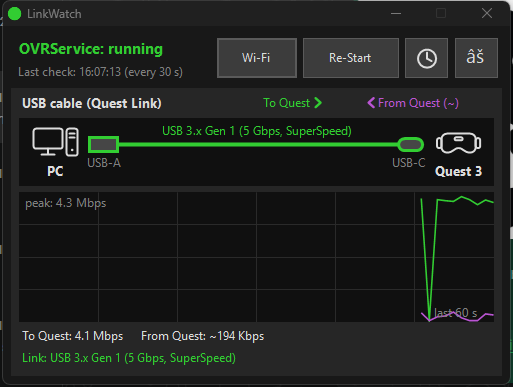 LinkWatch
OVRService: running
Last check: 16:07:13 (every 30 s)
Wi-Fi
Re-Start
âš
USB cable (Quest Link)
To Quest
From Quest (~)
USB 3.x Gen 1 (5 Gbps, SuperSpeed)
USB-A
USB-C
PC
Quest 3
peak: 4.3 Mbps
last 60 s
To Quest: 4.1 Mbps From Quest: ~194 Kbps
Link: USB 3.x Gen 1 (5 Gbps, SuperSpeed)